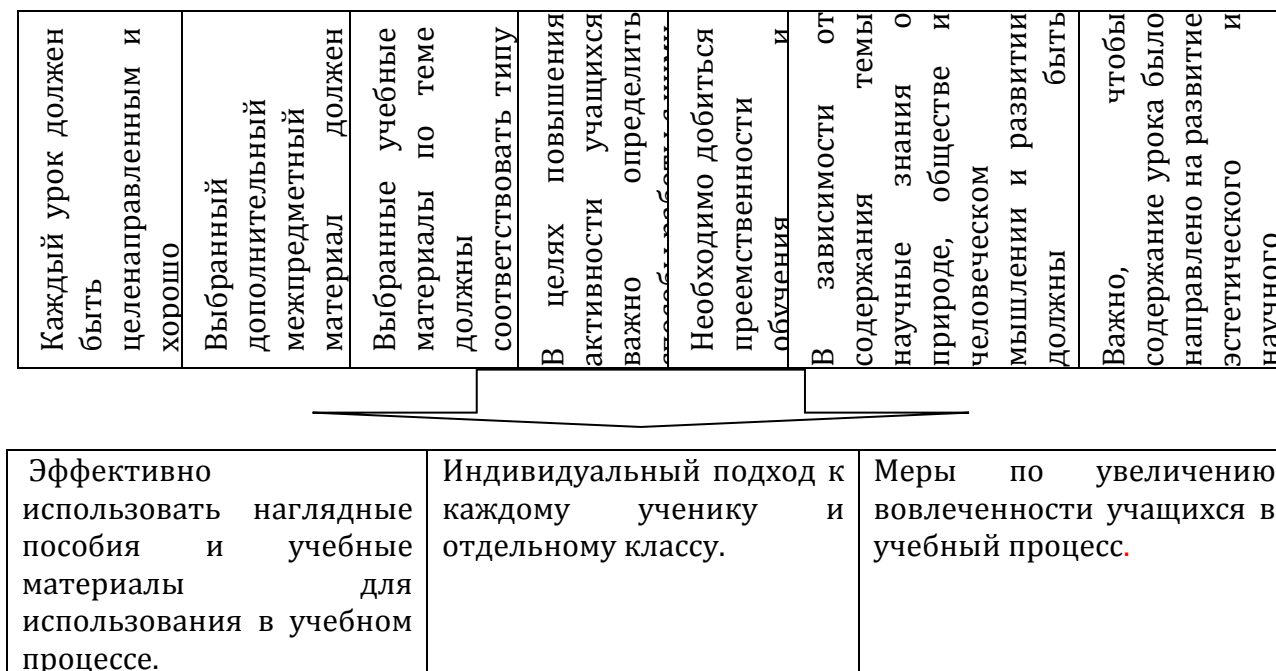 Каждый урок должен
быть
целенаправленным и
хорошо
Выбранный
дополнительный
межпредметный
материал должен
Выбранные учебные
материалы по теме
должны
соответствовать типу
В целях повышения
активности учащихся
важно определить
Необходимо добиться
преемственности и
обучения
В зависимости от
содержания темы
научные знания о
природе, обществе и
человеческом
мышлении и развитии
должны быть
Важно, чтобы
содержание урока было
направлено на развитие
эстетического и
научного
Эффективно
использовать наглядные
пособия и учебные
материалы для
использования в учебном
процессе.
Индивидуальный подход к
каждому ученику и
отдельному классу.
Меры по увеличению
вовлеченности учащихся в
учебный процесс.